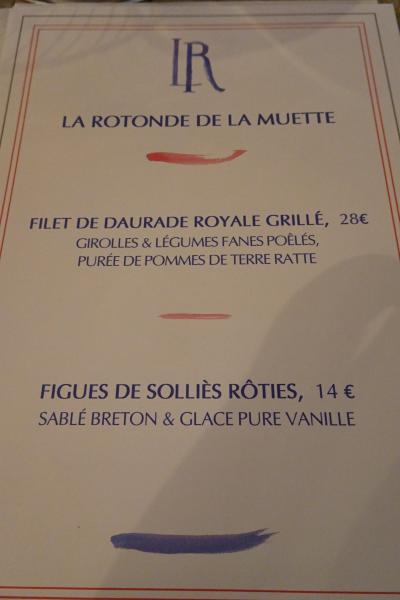 LR
LA ROTONDE DE LA MUETTE
FILET DE DAURADE ROYALE GRILLÉ, 28€
GIROLLES & LÉGUMES FANES POÊLÉS,
PURÉE DE POMMES DE TERRE RATTE
FIGUES DE SOLLIÈS RÔTIES, 14 €
SABLÉ BRETON & GLACE PURE VANILLE